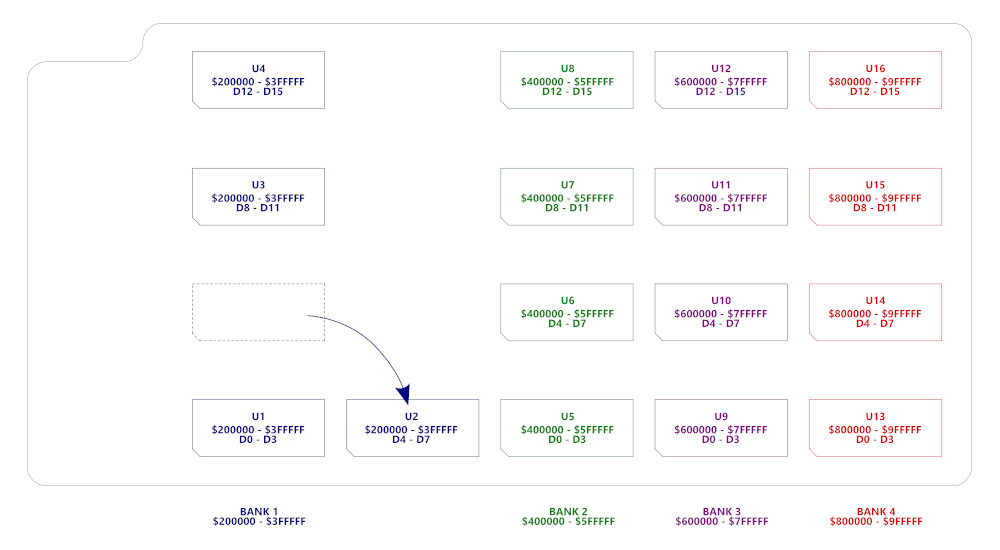 U4
$200000 - $3FFFFF
D12 - D15
U8
$400000 - $5FFFFF
D12 - D15
U12
$600000 - $7FFFFF
D12 - D15
U16
$800000 - $9FFFFF
D12 - D15
U3
$200000 - $3FFFFF
D8 - D11
U7
$400000 - $5FFFFF
D8 - D11
U11
$600000 - $7FFFFF
D8 - D11
U15
$800000 - $9FFFFF
D8 - D11
U6
$400000 - $5FFFFF
D4 - D7
U10
$600000 - $7FFFFF
D4 - D7
U14
$800000 - $9FFFFF
D4 - D7
U1
$200000 - $3FFFFF
D0 - D3
U2
$200000 - $3FFFFF
D4 - D7
U5
$400000 - $5FFFFF
D0 - D3
U9
$600000 - $7FFFFF
D0 - D3
U13
$800000 - $9FFFFF
D0 - D3
BANK 1
$200000 - $3FFFFF
BANK 2
$400000 - $5FFFFF
BANK 3
$600000 - $7FFFFF
BANK 4
$800000 - $9FFFFF